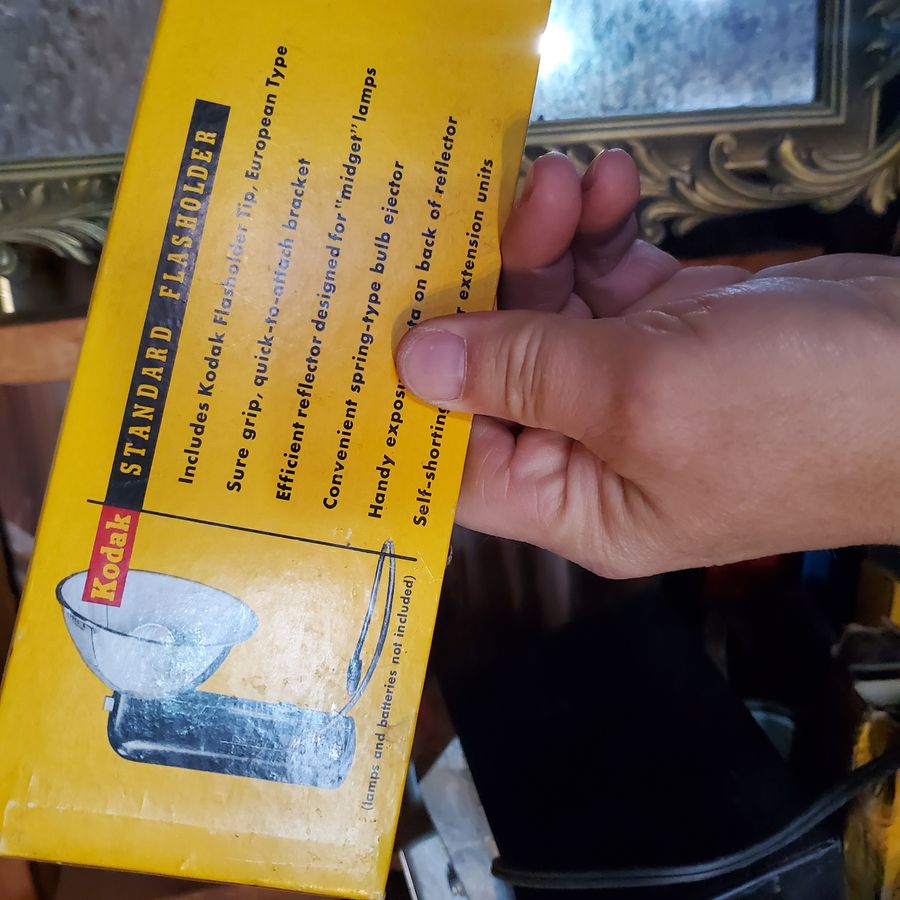 Kodak STANDARD FLASHOLDER
Includes Kodak Flasholder Tip, European Type
Sure grip, quick-to-attach bracket
Efficient reflector designed for "midget" lamps
Convenient spring-type bulb ejector
Handy on back of reflector
Self-shorting extension units
(lamps and batteries not included)